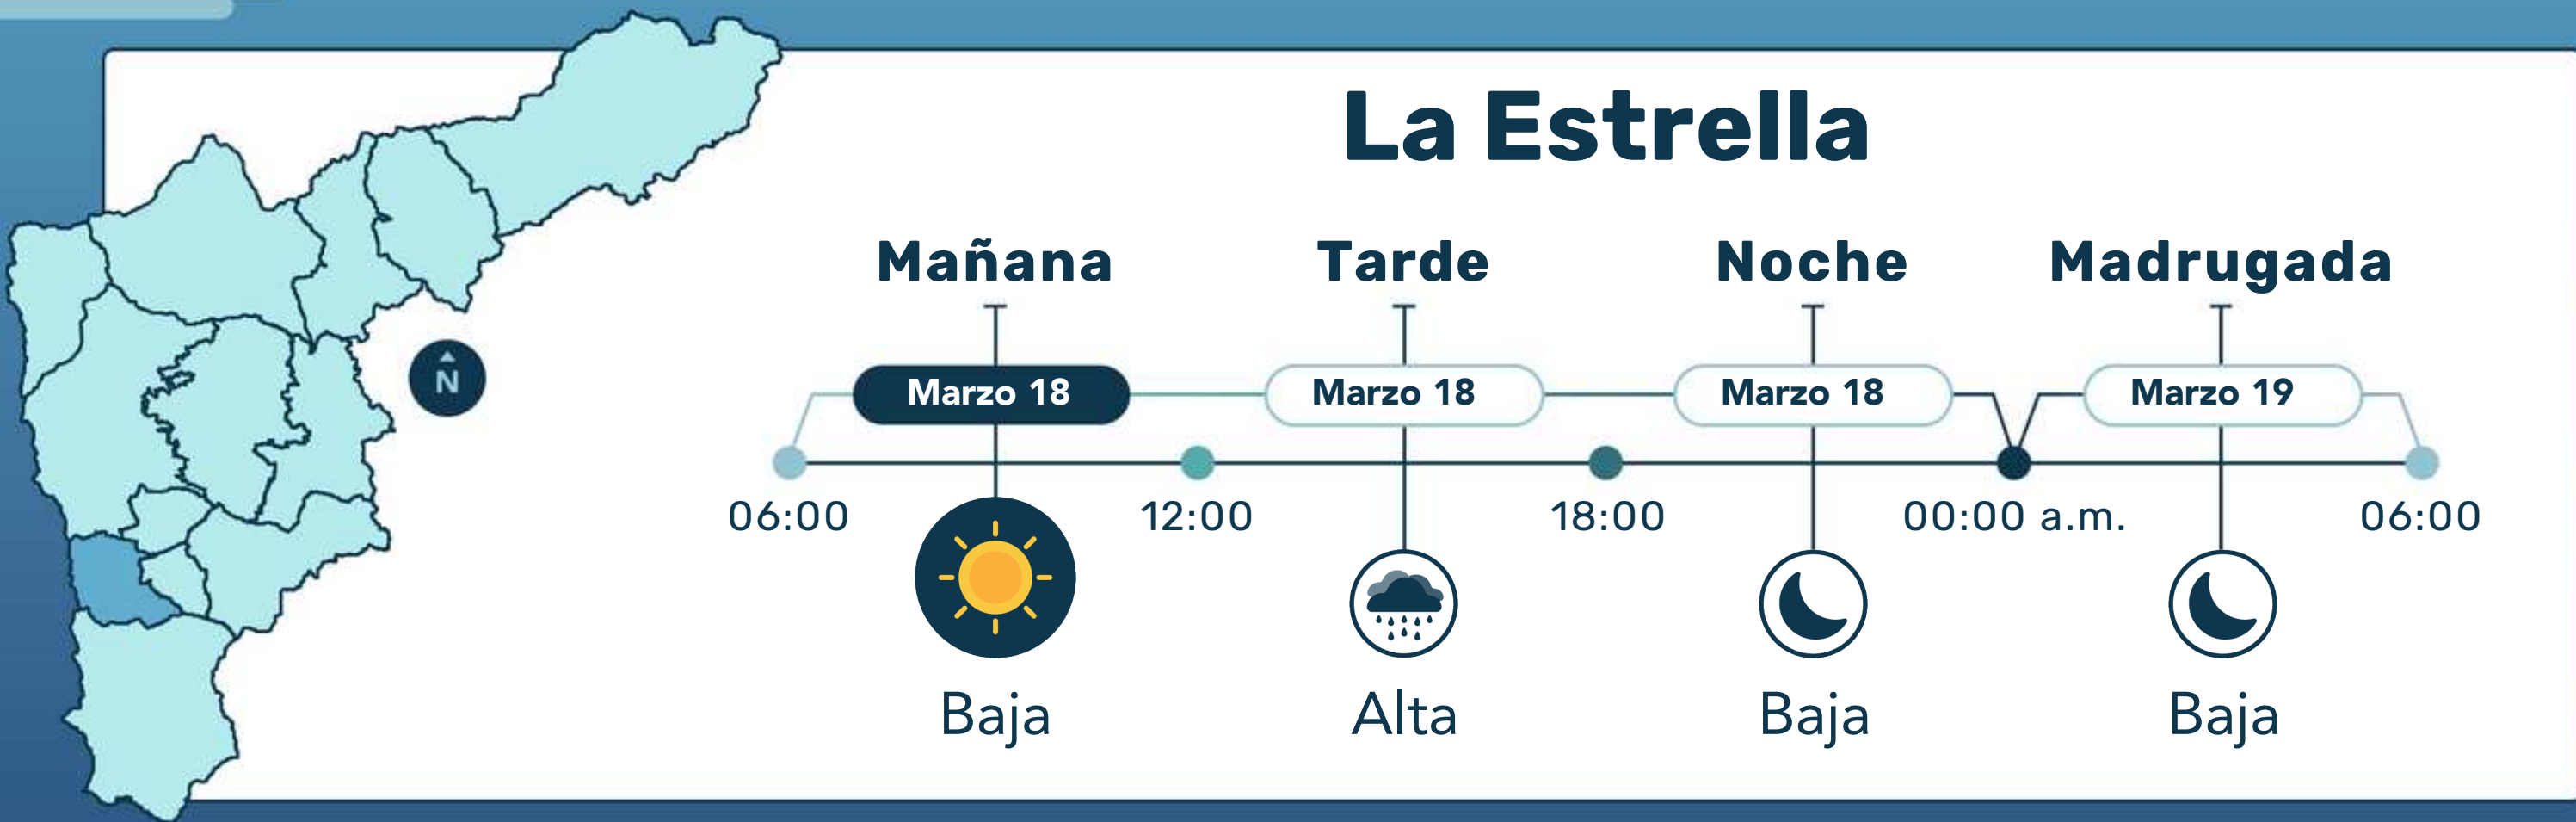 La Estrella
Mañana Tarde Noche Madrugada
Marzo 18 Marzo 18 Marzo 18 Marzo 19
N
06:00 12:00 18:00 00:00 a.m. 06:00
Baja Alta Baja Baja